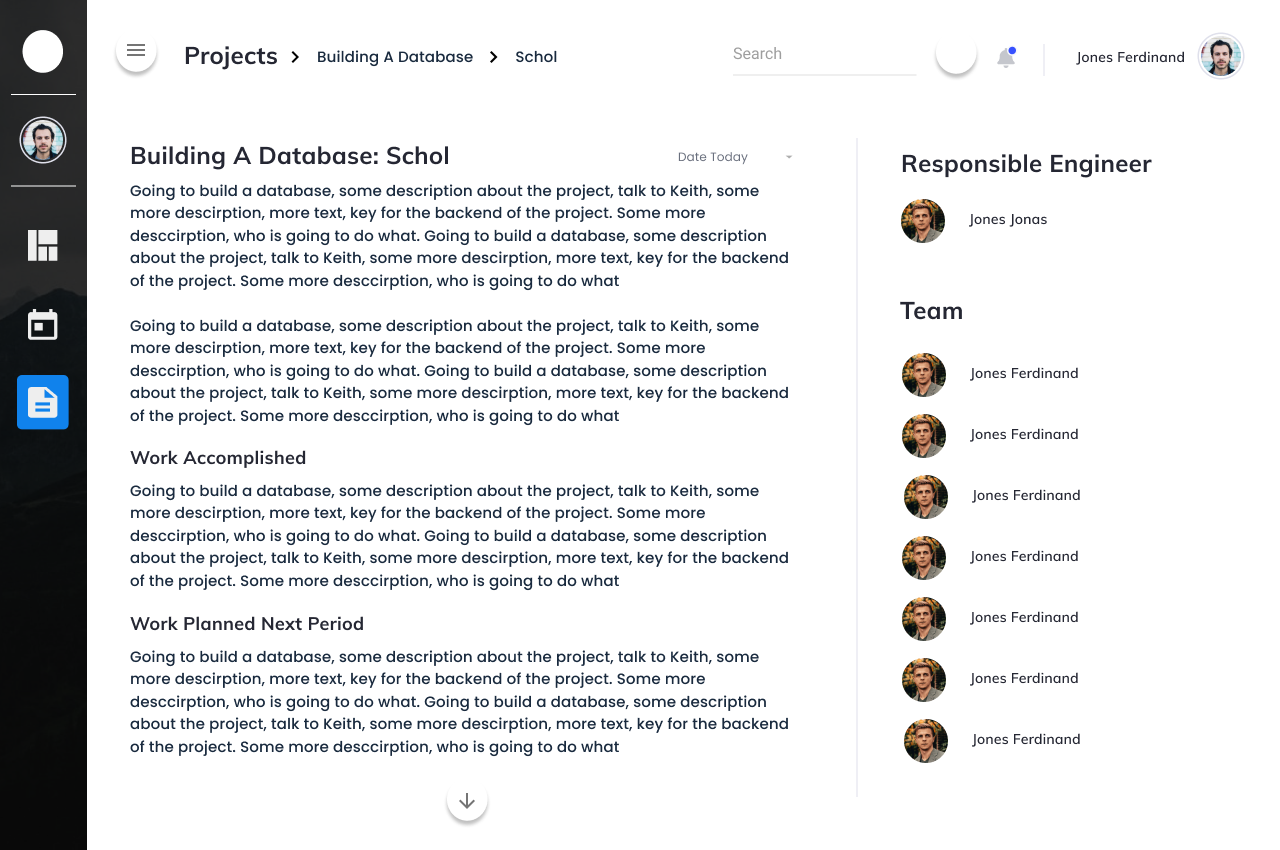 Projects > Building A Database > Schol
Search
Jones Ferdinand
Building A Database: Schol
Date Today
Going to build a database, some description about the project, talk to Keith, some
more descirption, more text, key for the backend of the project. Some more
desccirption, who is going to do what. Going to build a database, some description
about the project, talk to Keith, some more descirption, more text, key for the backend
of the project. Some more desccirption, who is going to do what
Going to build a database, some description about the project, talk to Keith, some
more descirption, more text, key for the backend of the project. Some more
desccirption, who is going to do what. Going to build a database, some description
about the project, talk to Keith, some more descirption, more text, key for the backend
of the project. Some more desccirption, who is going to do what
Work Accomplished
Going to build a database, some description about the project, talk to Keith, some
more descirption, more text, key for the backend of the project. Some more
desccirption, who is going to do what. Going to build a database, some description
about the project, talk to Keith, some more descirption, more text, key for the backend
of the project. Some more desccirption, who is going to do what
Work Planned Next Period
Going to build a database, some description about the project, talk to Keith, some
more descirption, more text, key for the backend of the project. Some more
desccirption, who is going to do what. Going to build a database, some description
about the project, talk to Keith, some more descirption, more text, key for the backend
of the project. Some more desccirption, who is going to do what
Responsible Engineer
Jones Jonas
Team
Jones Ferdinand
Jones Ferdinand
Jones Ferdinand
Jones Ferdinand
Jones Ferdinand
Jones Ferdinand
Jones Ferdinand